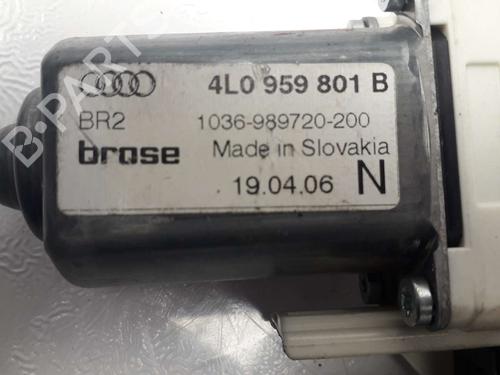 4L0 959 801 B
BR2 1036-989720-200
brose Made in Slovakia
19.04.06 N
B-PARTS